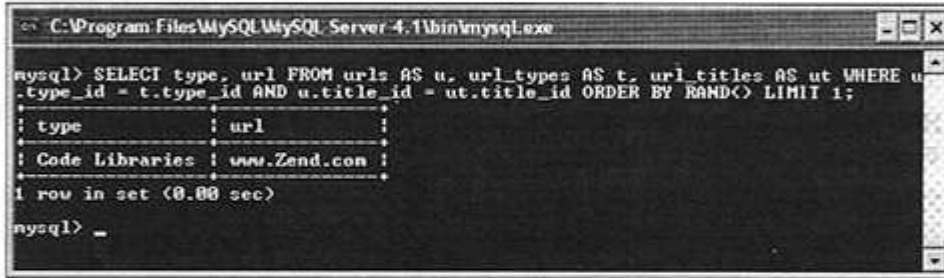 C:\Program Files\MySQL\MySQL Server 4.1\bin\mysql.exe
mysql> SELECT type, url FROM urls AS u, url_types AS t, url_titles AS ut WHERE u
.type_id = t.type_id AND u.title_id = ut.title_id ORDER BY RAND() LIMIT 1;
| type | url |
| Code Libraries | www.Zend.com |
1 row in set (0.00 sec)
mysql> _